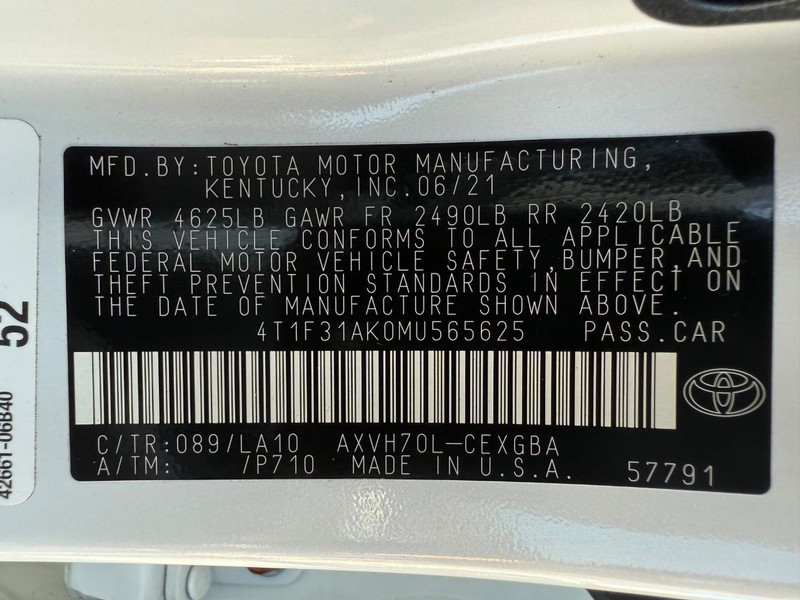 MFD.BY:TOYOTA MOTOR MANUFACTURING,
KENTUCKY,INC.06/21
GVWR 4625LB GAWR FR 2490LB RR 2420LB
THIS VEHICLE CONFORMS TO ALL APPLICABLE
FEDERAL MOTOR VEHICLE SAFETY,BUMPER,AND
THEFT PREVENTION STANDARDS IN EFFECT ON
THE DATE OF MANUFACTURE SHOWN ABOVE.
4T1F31AK0MU565625 PASS.CAR
C/TR:089/LA10 AXVH70L-CEXGBA
A/TM: /P710 MADE IN U.S.A. 57791
52
42661-06B40